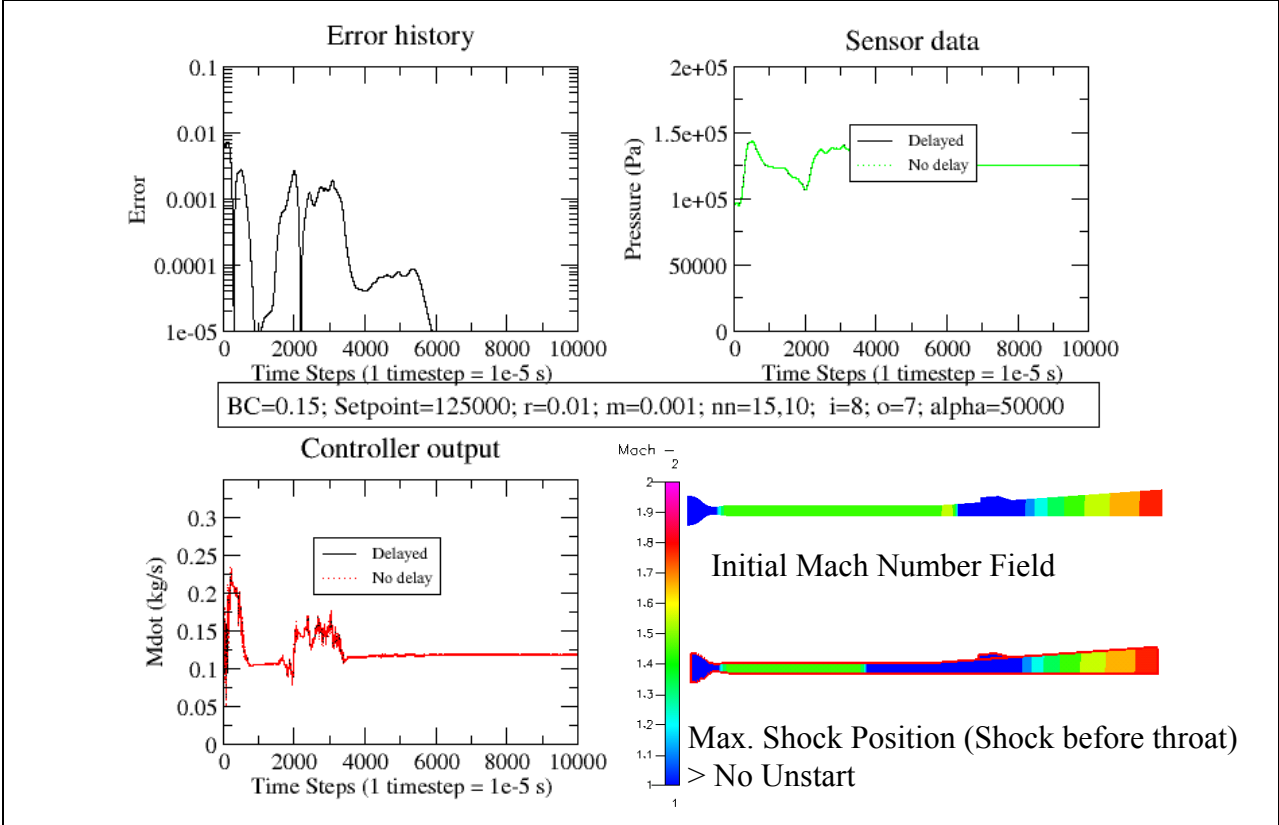 Error history
0.1
0.01
0.001
0.0001
1e-05
Error
0 2000 4000 6000 8000 10000
Time Steps (1 timestep = 1e-5 s)
Sensor data
2e+05
1.5e+05
1e+05
50000
0
Pressure (Pa)
Delayed
No delay
0 2000 4000 6000 8000 10000
Time Steps (1 timestep = 1e-5 s)
BC=0.15; Setpoint=125000; r=0.01; m=0.001; nn=15,10; i=8; o=7; alpha=50000
Controller output
0.3
0.25
0.2
0.15
0.1
0.05
0
Mdot (kg/s)
Delayed
No delay
0 2000 4000 6000 8000 10000
Time Steps (1 timestep = 1e-5 s)
Mach –
2
2
1.9
1.8
1.7
1.6
1.5
1.4
1.3
1.2
1.1
1
1
Initial Mach Number Field
Max. Shock Position (Shock before throat)
> No Unstart